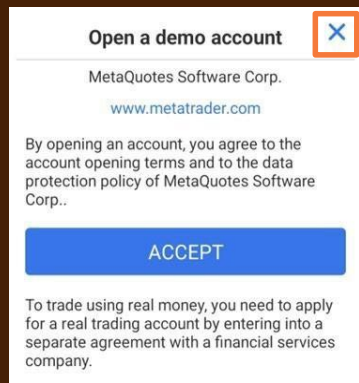 Open a demo account
MetaQuotes Software Corp.
www.metatrader.com
By opening an account, you agree to the
account opening terms and to the data
protection policy of MetaQuotes Software
Corp..
ACCEPT
To trade using real money, you need to apply
for a real trading account by entering into a
separate agreement with a financial services
company.